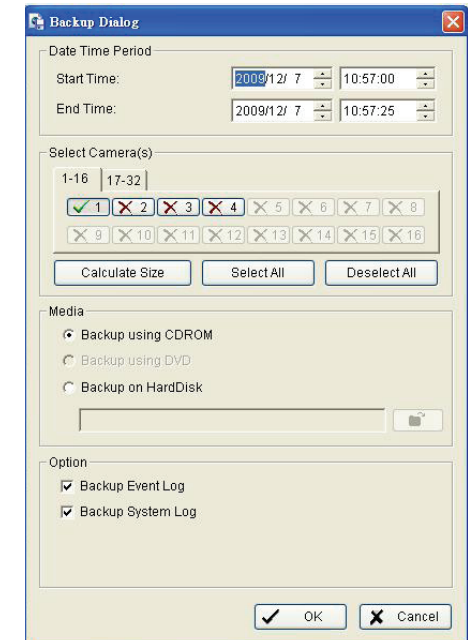 Backup Dialog
Date Time Period
Start Time: 2009/12/ 7 10:57:00
End Time: 2009/12/ 7 10:57:25
Select Camera(s)
1-16 17-32
1 2 3 4 5 6 7 8
9 10 11 12 13 14 15 16
Calculate Size Select All Deselect All
Media
Backup using CDROM
Backup using DVD
Backup on HardDisk
Option
Backup Event Log
Backup System Log
OK Cancel